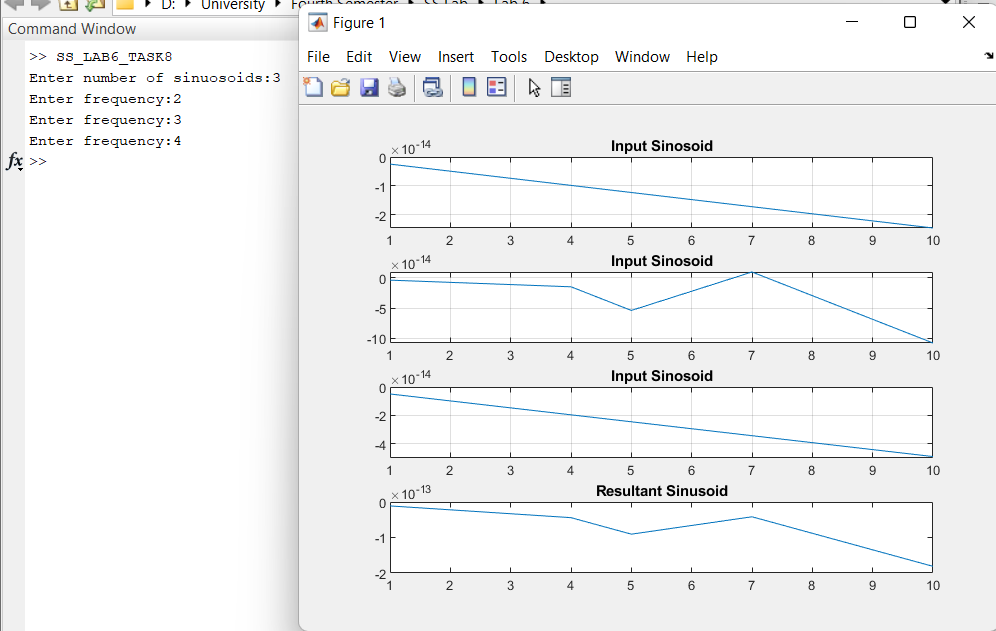 D: University Fourth Semester SS Lab Lab 6
Command Window
>> SS_LAB6_TASK8
Enter number of sinuosoids:3
Enter frequency:2
Enter frequency:3
Enter frequency:4
fx >>
Figure 1
File Edit View Insert Tools Desktop Window Help
×10-14 Input Sinosoid
0
-1
-2
1 2 3 4 5 6 7 8 9 10
×10-14 Input Sinosoid
0
-5
-10
1 2 3 4 5 6 7 8 9 10
×10-14 Input Sinosoid
0
-2
-4
1 2 3 4 5 6 7 8 9 10
×10-13 Resultant Sinusoid
0
-1
-2
1 2 3 4 5 6 7 8 9 10